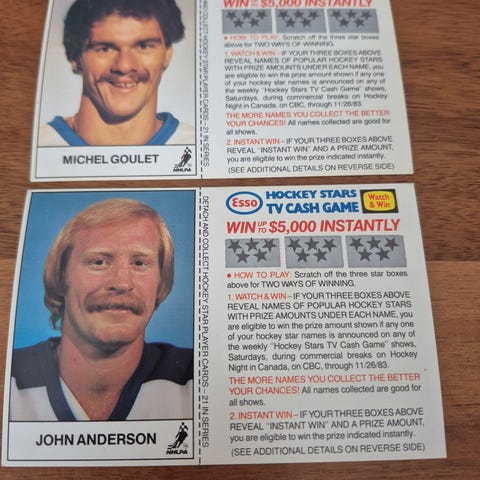 WIN UP TO $5,000 INSTANTLY
● HOW TO PLAY: Scratch off the three star boxes
above for TWO WAYS OF WINNING.
1. WATCH & WIN – IF YOUR THREE BOXES ABOVE
REVEAL NAMES OF POPULAR HOCKEY STARS
WITH PRIZE AMOUNTS UNDER EACH NAME, you
are eligible to win the prize amount shown if any
of your hockey star names is announced on any of
the weekly "Hockey Stars TV Cash Game" shows,
Saturdays, during commercial breaks on Hockey
Night in Canada, on CBC, through 11/26/83.
THE MORE NAMES YOU COLLECT THE BETTER
YOUR CHANCES! All names collected are good for
all shows.
2. INSTANT WIN – IF YOUR THREE BOXES ABOVE
REVEAL "INSTANT WIN" AND A PRIZE AMOUNT,
you are eligible to win the prize indicated instantly.
(SEE ADDITIONAL DETAILS ON REVERSE SIDE)
AND COLLECT HOCKEY STAR PLAYER CARDS – 21 IN SERIES
MICHEL GOULET
NHLPA
Esso
HOCKEY STARS
TV CASH GAME
Watch
& Win
WIN UP TO $5,000 INSTANTLY
● HOW TO PLAY: Scratch off the three star boxes
above for TWO WAYS OF WINNING.
1. WATCH & WIN – IF YOUR THREE BOXES ABOVE
REVEAL NAMES OF POPULAR HOCKEY STARS
WITH PRIZE AMOUNTS UNDER EACH NAME, you
are eligible to win the prize amount shown if any
of your hockey star names is announced on any of
the weekly "Hockey Stars TV Cash Game" shows,
Saturdays, during commercial breaks on Hockey
Night in Canada, on CBC, through 11/26/83.
THE MORE NAMES YOU COLLECT THE BETTER
YOUR CHANCES! All names collected are good for
all shows.
2. INSTANT WIN – IF YOUR THREE BOXES ABOVE
REVEAL "INSTANT WIN" AND A PRIZE AMOUNT,
you are eligible to win the prize indicated instantly.
(SEE ADDITIONAL DETAILS ON REVERSE SIDE)
DETACH AND COLLECT HOCKEY STAR PLAYER CARDS – 21 IN SERIES
JOHN ANDERSON
NHLPA